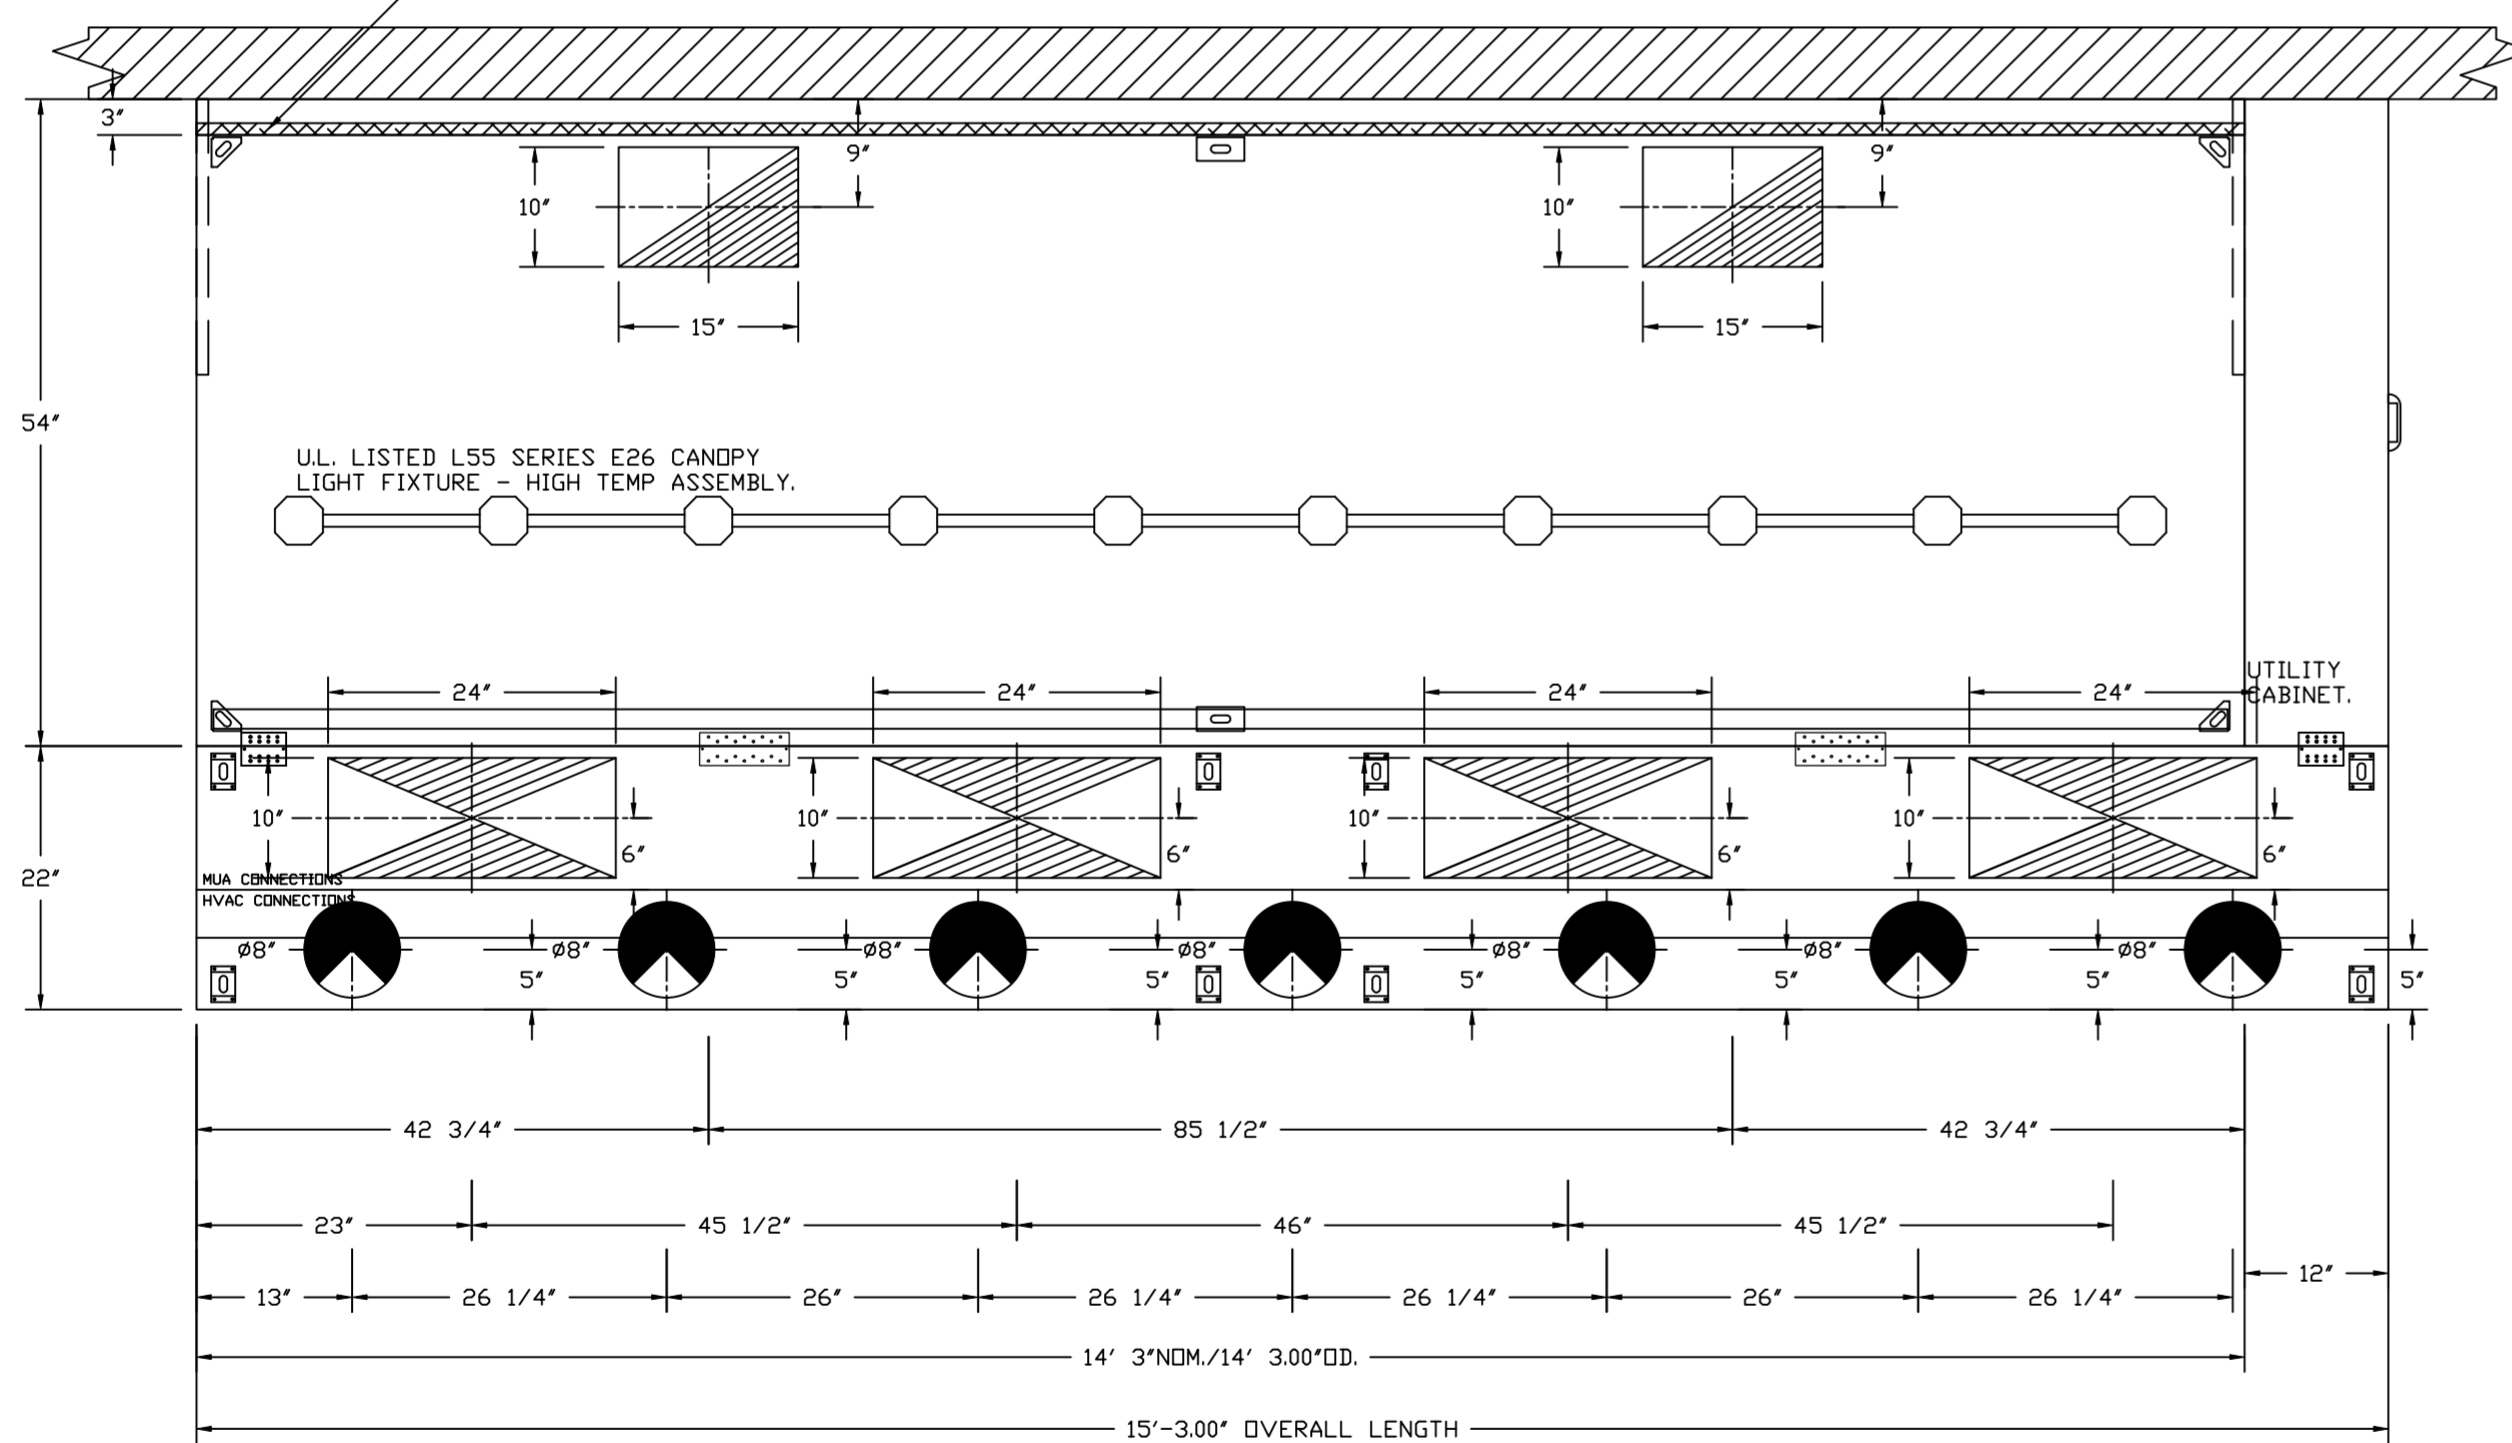 3″
9″
9″
10″
10″
15″
15″
54″
U.L. LISTED L55 SERIES E26 CANOPY
LIGHT FIXTURE - HIGH TEMP ASSEMBLY.
UTILITY
CABINET.
24″ 24″ 24″ 24″
10″ 10″ 10″ 10″
6″ 6″ 6″ 6″
22″
MUA CONNECTIONS
HVAC CONNECTIONS
ø8″ ø8″ ø8″ ø8″ ø8″ ø8″ ø8″
5″ 5″ 5″ 5″ 5″ 5″ 5″
42 3/4″ 85 1/2″ 42 3/4″
23″ 45 1/2″ 46″ 45 1/2″
12″
13″ 26 1/4″ 26″ 26 1/4″ 26 1/4″ 26″ 26 1/4″
14′ 3″NOM./14′ 3.00″OD.
15′-3.00″ OVERALL LENGTH